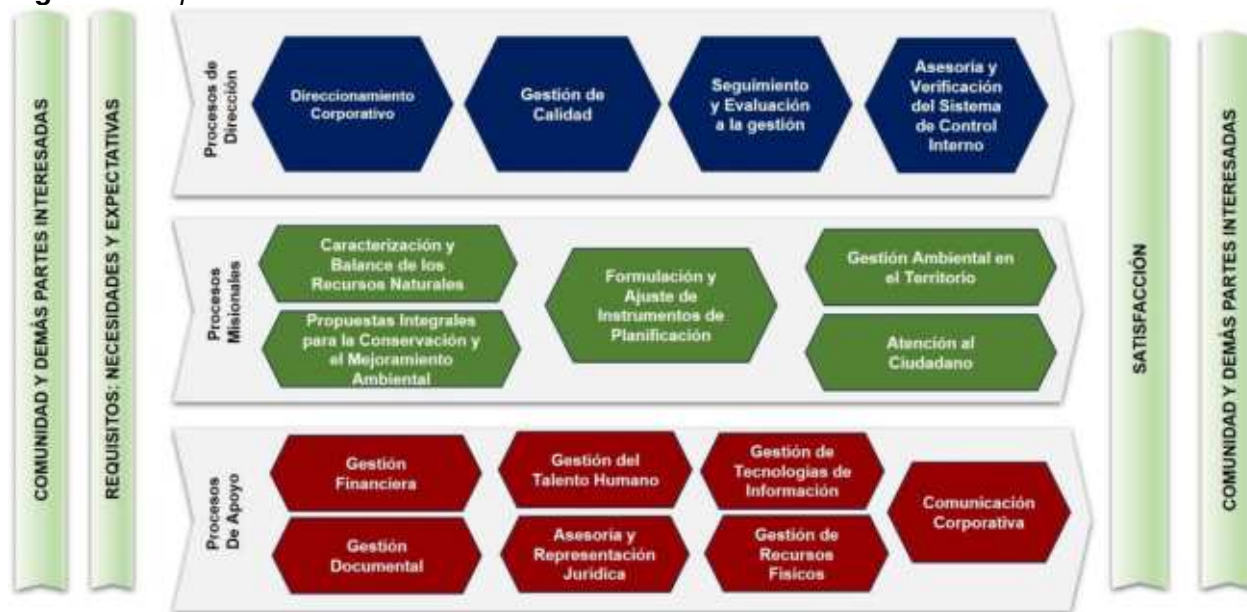 COMUNIDAD Y DEMÁS PARTES INTERESADAS
REQUISITOS: NECESIDADES Y EXPECTATIVAS
Procesos de
Dirección
Direccionamiento
Corporativo
Gestión de
Calidad
Seguimiento
y Evaluación
a la gestión
Asesoría y
Verificación
del Sistema
de Control
Interno
Procesos
Misionales
Caracterización y
Balance de los
Recursos Naturales
Propuestas Integrales
para la Conservación y
el Mejoramiento
Ambiental
Formulación y
Ajuste de
Instrumentos de
Planificación
Gestión Ambiental en
el Territorio
Atención al
Ciudadano
Procesos
De Apoyo
Gestión
Financiera
Gestión
Documental
Gestión del
Talento Humano
Asesoría y
Representación
Jurídica
Gestión de
Tecnologías de
Información
Gestión de
Recursos
Físicos
Comunicación
Corporativa
SATISFACCIÓN
COMUNIDAD Y DEMÁS PARTES INTERESADAS